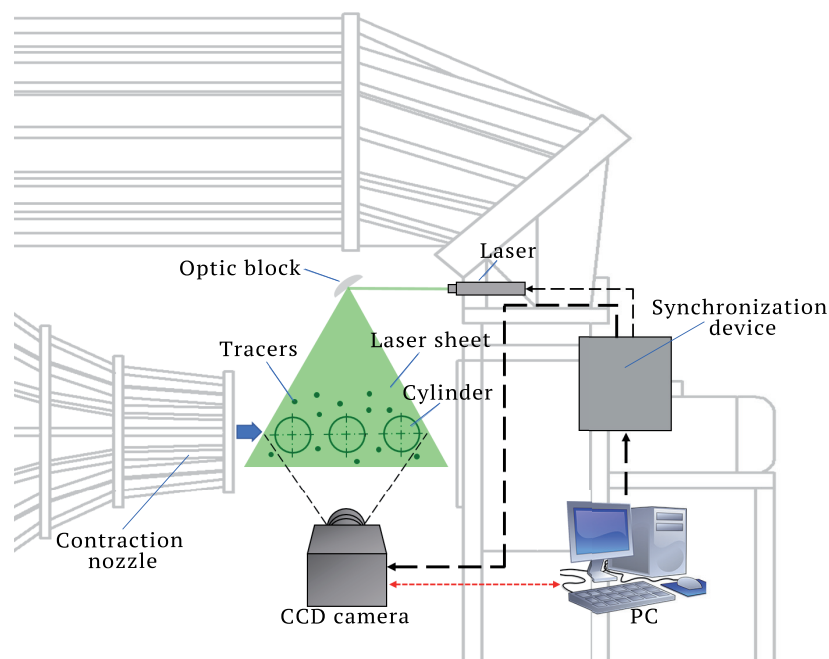 Laser
Optic block
Synchronization
device
Tracers
Laser sheet
Cylinder
Contraction
nozzle
CCD camera
PC